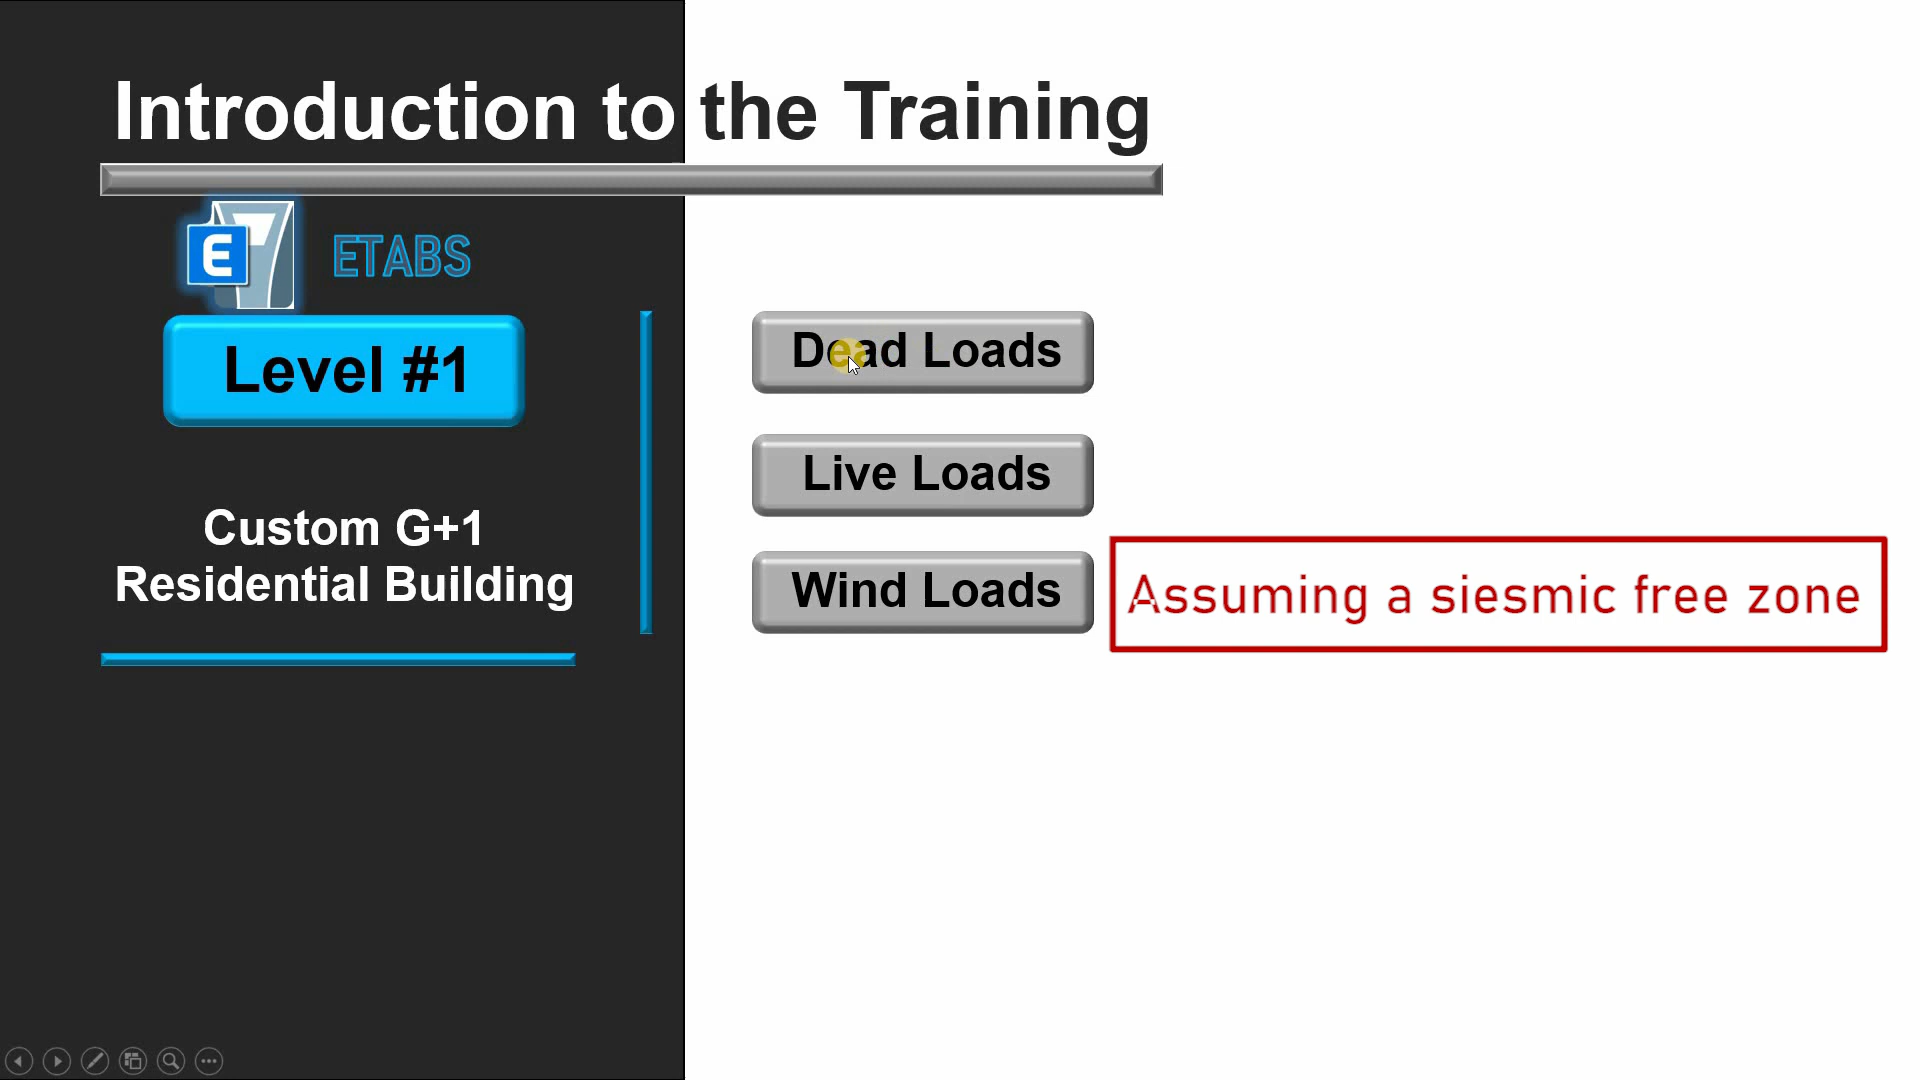 Introduction to the Training
E
ETABS
Level #1
Custom G+1
Residential Building
Dead Loads
Live Loads
Wind Loads
Assuming a siesmic free zone